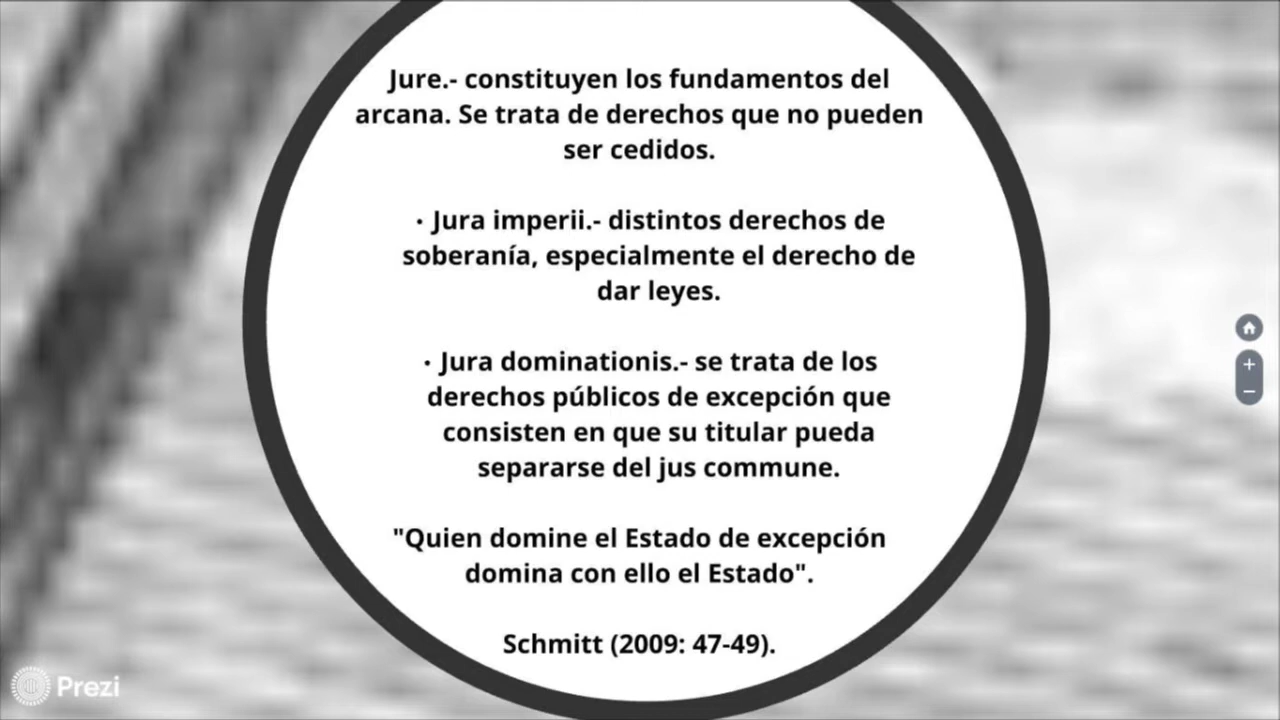 Jure.- constituyen los fundamentos del
arcana. Se trata de derechos que no pueden
ser cedidos.
· Jura imperii.- distintos derechos de
soberanía, especialmente el derecho de
dar leyes.
· Jura dominationis.- se trata de los
derechos públicos de excepción que
consisten en que su titular pueda
separarse del jus commune.
"Quien domine el Estado de excepción
domina con ello el Estado".
Schmitt (2009: 47-49).
Prezi